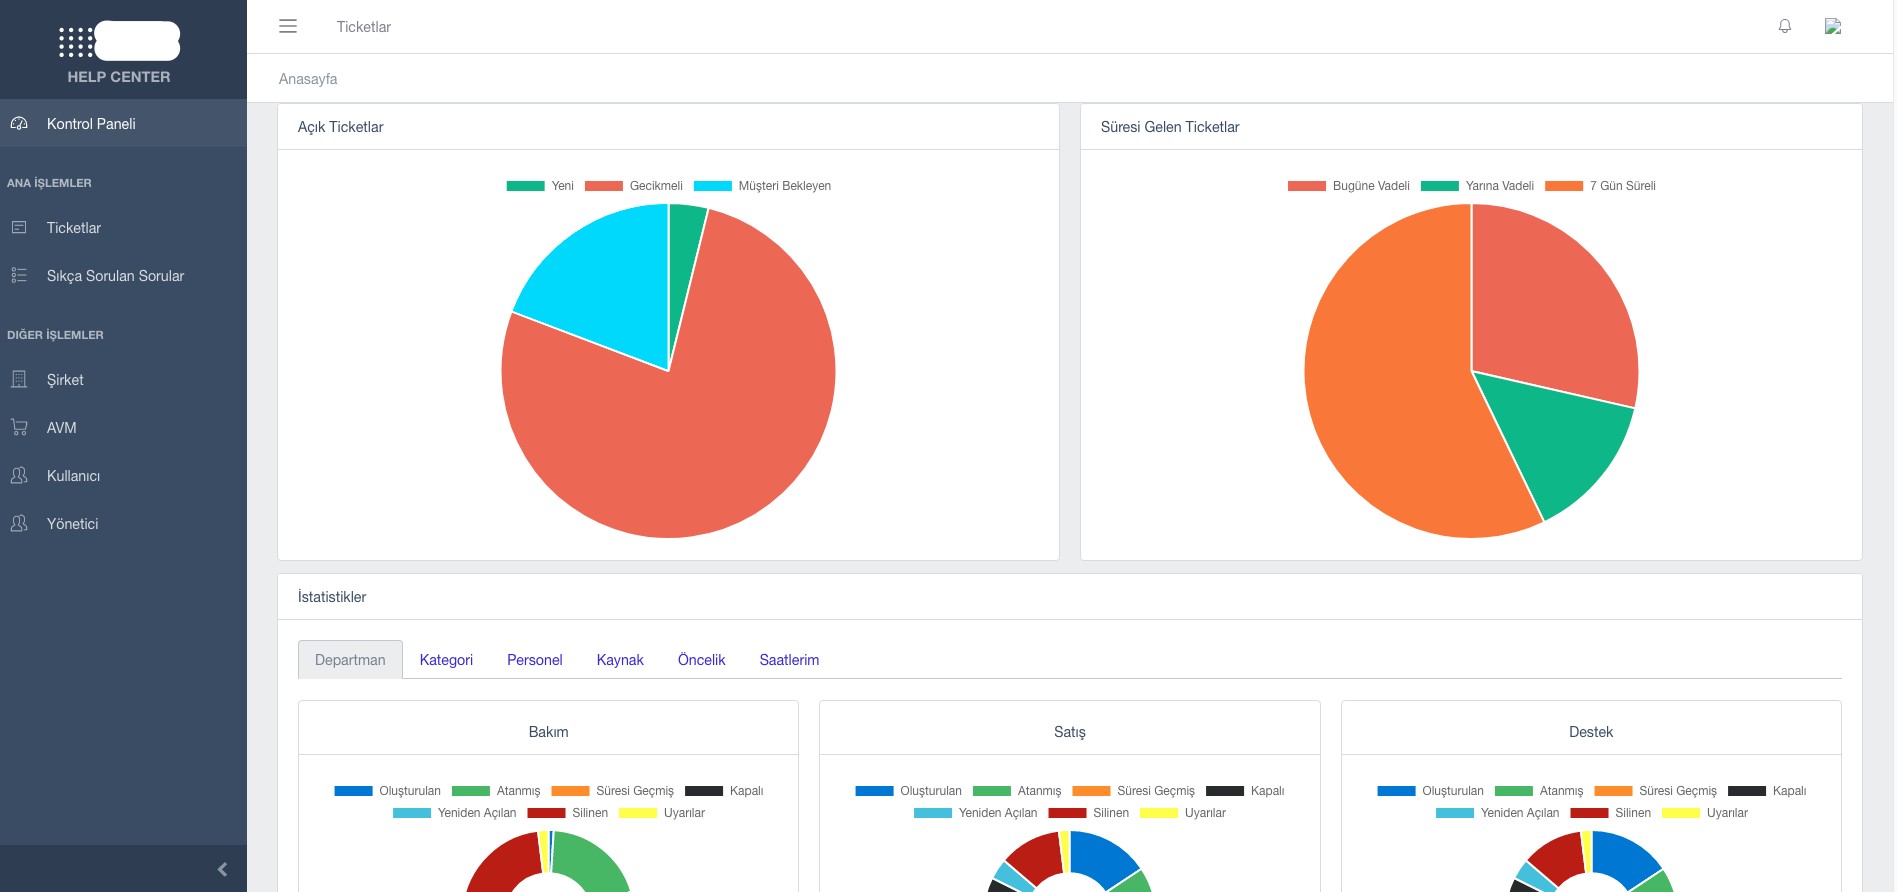 HELP CENTER
Kontrol Paneli
ANA İŞLEMLER
Ticketlar
Sıkça Sorulan Sorular
DIĞER İŞLEMLER
Şirket
AVM
Kullanıcı
Yönetici
Ticketlar
Anasayfa
Açık Ticketlar
Yeni Gecikmeli Müşteri Bekleyen
Süresi Gelen Ticketlar
Bugüne Vadeli Yarına Vadeli 7 Gün Süreli
İstatistikler
Departman Kategori Personel Kaynak Öncelik Saatlerim
Bakım
Oluşturulan Atanmış Süresi Geçmiş Kapalı
Yeniden Açılan Silinen Uyarılar
Satış
Oluşturulan Atanmış Süresi Geçmiş Kapalı
Yeniden Açılan Silinen Uyarılar
Destek
Oluşturulan Atanmış Süresi Geçmiş Kapalı
Yeniden Açılan Silinen Uyarılar